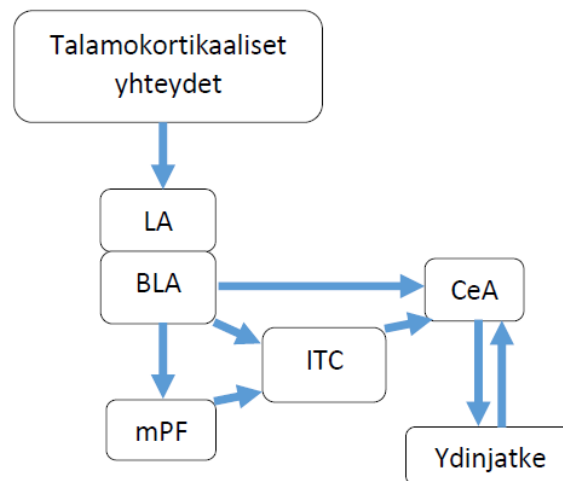 Talamokortikaaliset
yhteydet
LA
BLA
CeA
ITC
mPF
Ydinjatke